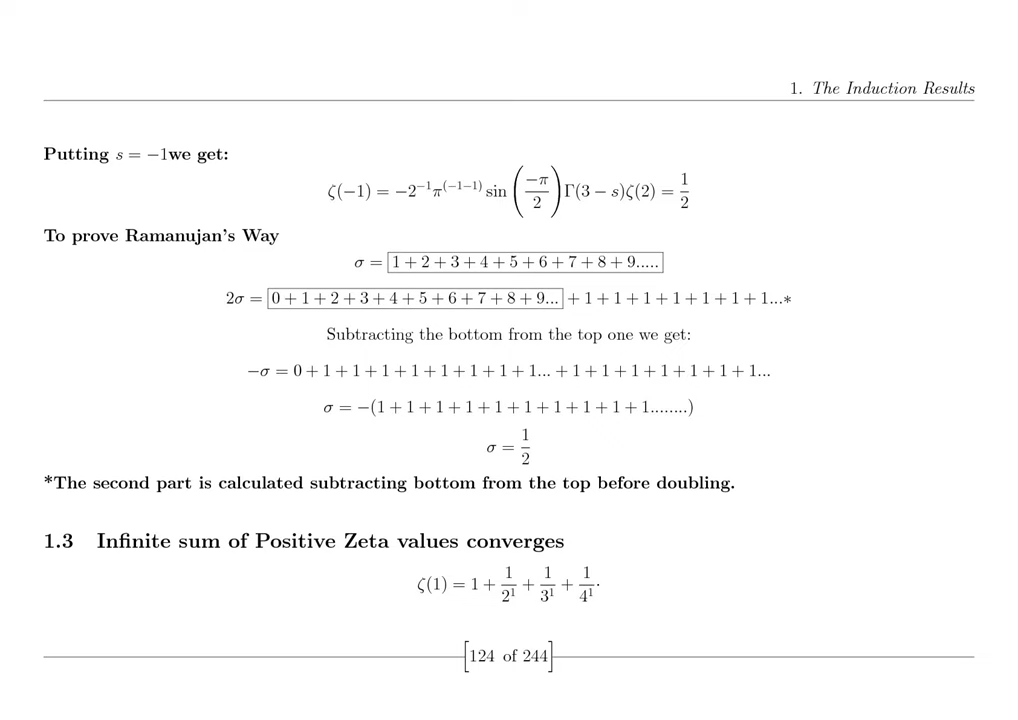 1. The Induction Results
Putting s = −1we get:
ζ(−1) = −2^{−1}π^{(−1−1)} sin(−π/2)Γ(3 − s)ζ(2) = 1/2
To prove Ramanujan's Way
σ = 1 + 2 + 3 + 4 + 5 + 6 + 7 + 8 + 9.....
2σ = 0 + 1 + 2 + 3 + 4 + 5 + 6 + 7 + 8 + 9... + 1 + 1 + 1 + 1 + 1 + 1 + 1...*
Subtracting the bottom from the top one we get:
−σ = 0 + 1 + 1 + 1 + 1 + 1 + 1 + 1 + 1... + 1 + 1 + 1 + 1 + 1 + 1 + 1...
σ = −(1 + 1 + 1 + 1 + 1 + 1 + 1 + 1 + 1 + 1........)
σ = 1/2
*The second part is calculated subtracting bottom from the top before doubling.
1.3 Infinite sum of Positive Zeta values converges
ζ(1) = 1 + 1/2^1 + 1/3^1 + 1/4^1 .
124 of 244